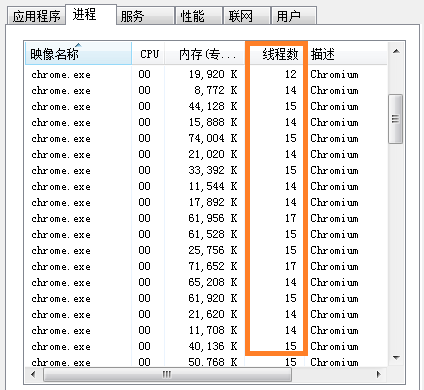 应用程序 进程 服务 性能 联网 用户
映像名称 CPU 内存(专... 线程数 描述
chrome.exe 00 19,920 K 12 Chromium
chrome.exe 00 8,772 K 14 Chromium
chrome.exe 00 44,128 K 15 Chromium
chrome.exe 00 15,888 K 14 Chromium
chrome.exe 00 74,004 K 15 Chromium
chrome.exe 00 21,020 K 14 Chromium
chrome.exe 00 33,392 K 15 Chromium
chrome.exe 00 11,544 K 14 Chromium
chrome.exe 00 17,892 K 14 Chromium
chrome.exe 00 61,956 K 17 Chromium
chrome.exe 00 61,528 K 15 Chromium
chrome.exe 00 25,756 K 15 Chromium
chrome.exe 00 71,652 K 17 Chromium
chrome.exe 00 65,208 K 14 Chromium
chrome.exe 00 61,920 K 15 Chromium
chrome.exe 00 21,620 K 14 Chromium
chrome.exe 00 11,708 K 14 Chromium
chrome.exe 00 40,136 K 15 Chromium
chrome.exe 00 50,768 K 15 Chromium